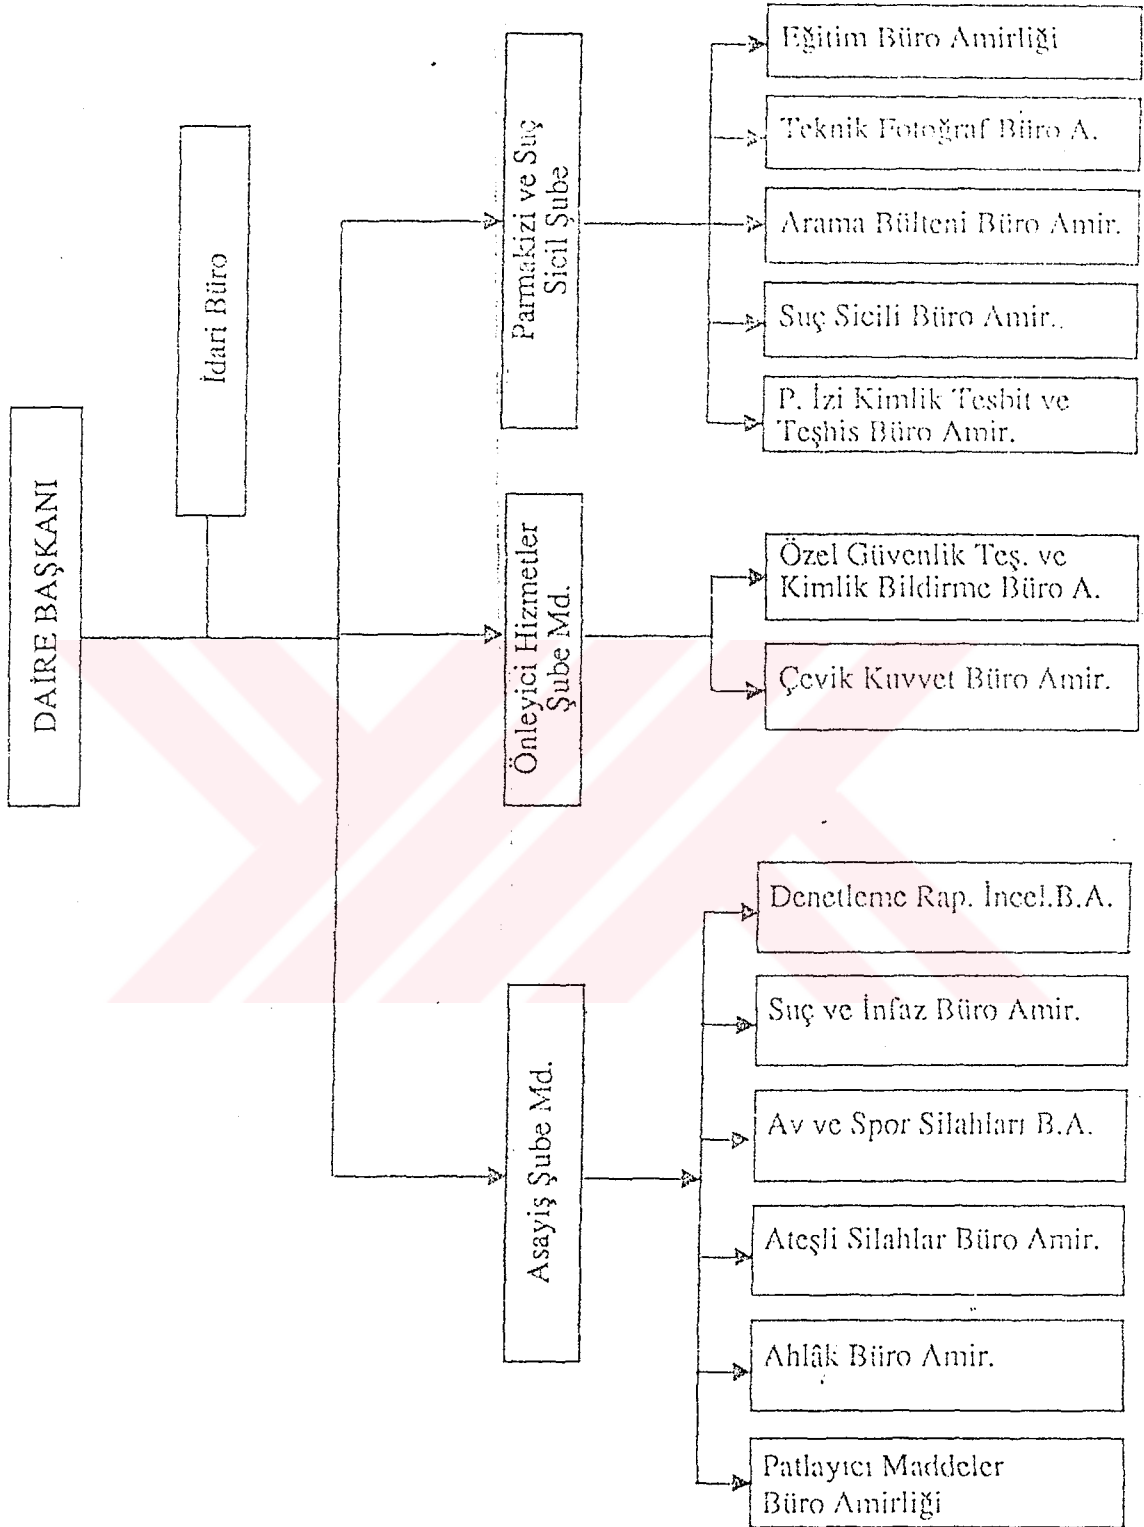 DAİRE BAŞKANI
İdari Büro
Parmakizi ve Suç
Sicil Şube
Eğitim Büro Amirliği
Teknik Fotoğraf Büro A.
Arama Bülteni Büro Amir.
Suç Sicili Büro Amir..
P. İzi Kimlik Tesbit ve
Teşhis Büro Amir.
Önleyici Hizmetler
Şube Md.
Özel Güvenlik Teş. ve
Kimlik Bildirme Büro A.
Çevik Kuvvet Büro Amir.
Asayiş Şube Md.
Denetleme Rap. İncel.B.A.
Suç ve İnfaz Büro Amir.
Av ve Spor Silahları B.A.
Ateşli Silahlar Büro Amir.
Ahlâk Büro Amir.
Patlayıcı Maddeler
Büro Amirliği